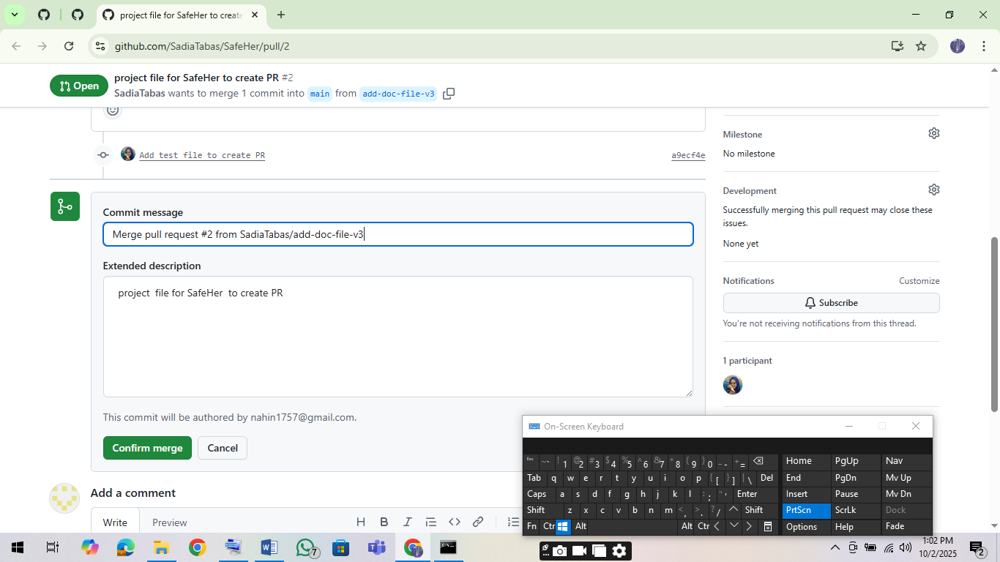 project file for SafeHer to create
github.com/SadiaTabas/SafeHer/pull/2
Open
project file for SafeHer to create PR #2
SadiaTabas wants to merge 1 commit into main from add-doc-file-v3
Add test file to create PR
a9ecf4e
Commit message
Merge pull request #2 from SadiaTabas/add-doc-file-v3
Extended description
project  file for SafeHer  to create PR
This commit will be authored by nahin1757@gmail.com.
Confirm merge
Cancel
Add a comment
Write
Preview
H B I
Milestone
No milestone
Development
Successfully merging this pull request may close these
issues.
None yet
Notifications
Customize
Subscribe
You're not receiving notifications from this thread.
1 participant
On-Screen Keyboard
Esc ~` !1 @2 #3 $4 %5 ^6 &7 *8 (9 )0 _- += Home PgUp Nav
Tab q w e r t y u i o p {[ }] |\ Del End PgDn Mv Up
Caps a s d f g h j k l :; "' Enter Insert Pause Mv Dn
Shift z x c v b n m <, >. ?/ Shift PrtScn ScrLk Dock
Fn Ctr Alt Alt Ctr Options Help Fade
7
1:02 PM
10/2/2025
2